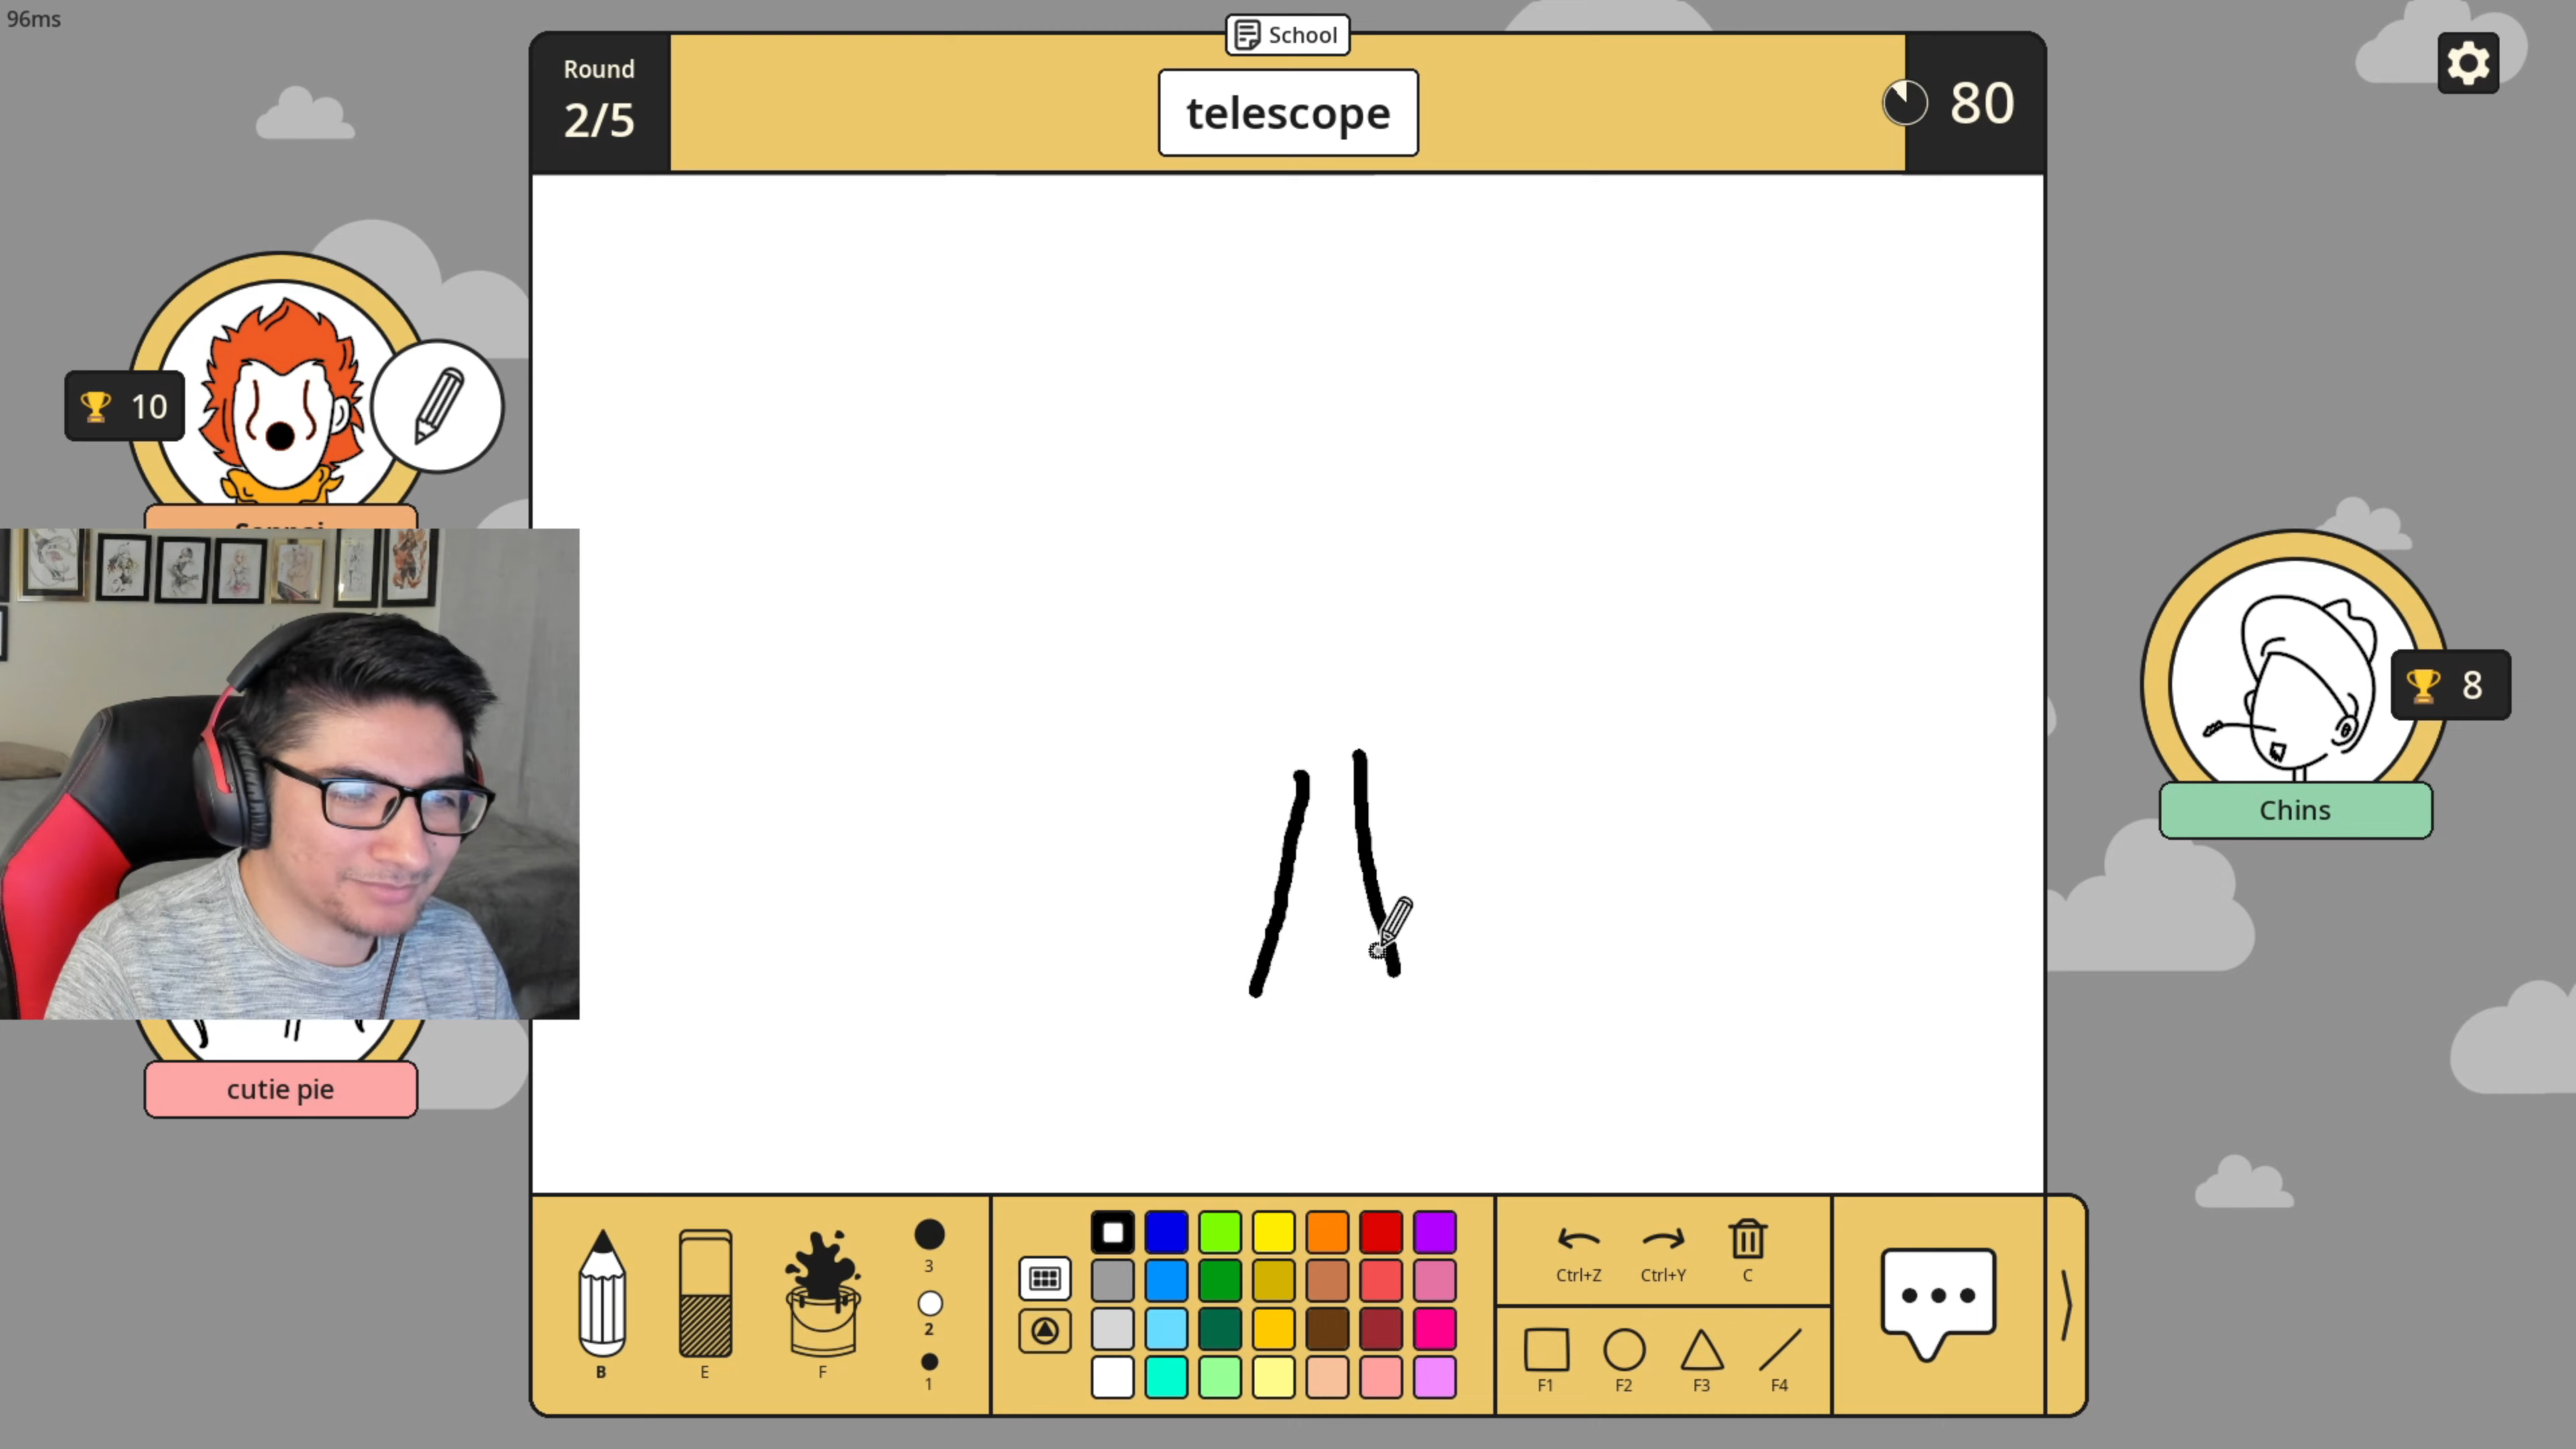 96ms
School
Round
2/5
telescope
80
10
8
Chins
cutie pie
3
2
1
B
E
F
Ctrl+Z
Ctrl+Y
C
F1
F2
F3
F4